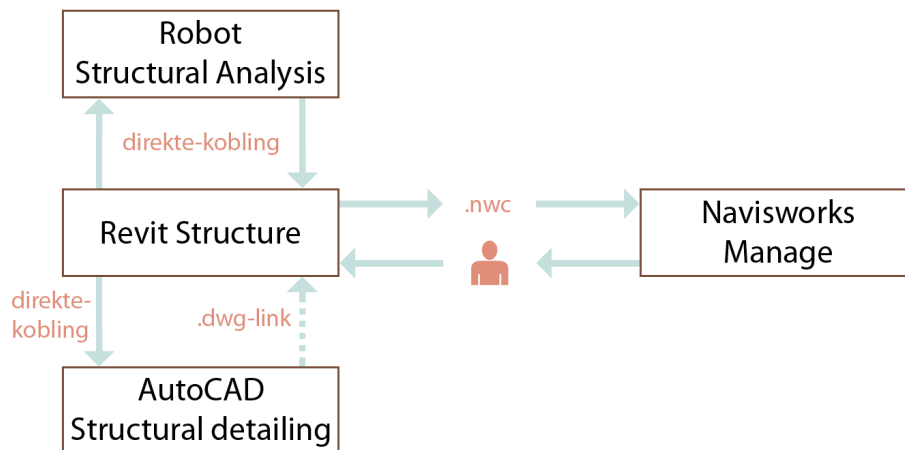 Robot
Structural Analysis
direkte-kobling
Revit Structure
.nwc
Navisworks
Manage
direkte-
kobling
.dwg-link
AutoCAD
Structural detailing